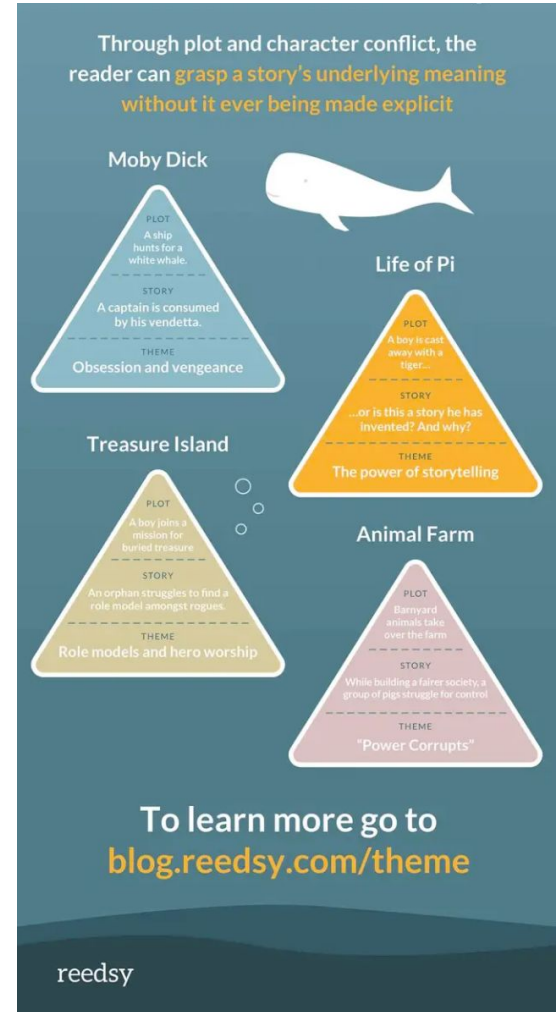 Through plot and character conflict, the
reader can grasp a story's underlying meaning
without it ever being made explicit
Moby Dick
PLOT
A ship
hunts for a
white whale.
STORY
A captain is consumed
by his vendetta.
THEME
Obsession and vengeance
Life of Pi
PLOT
A boy is cast
away with a
tiger...
STORY
...or is this a story he has
invented? And why?
THEME
The power of storytelling
Treasure Island
PLOT
A boy joins a
mission for
buried treasure
STORY
An orphan struggles to find a
role model amongst rogues.
THEME
Role models and hero worship
Animal Farm
PLOT
Barnyard
animals take
over the farm
STORY
While building a fairer society, a
group of pigs struggle for control
THEME
"Power Corrupts"
To learn more go to
blog.reedsy.com/theme
reedsy